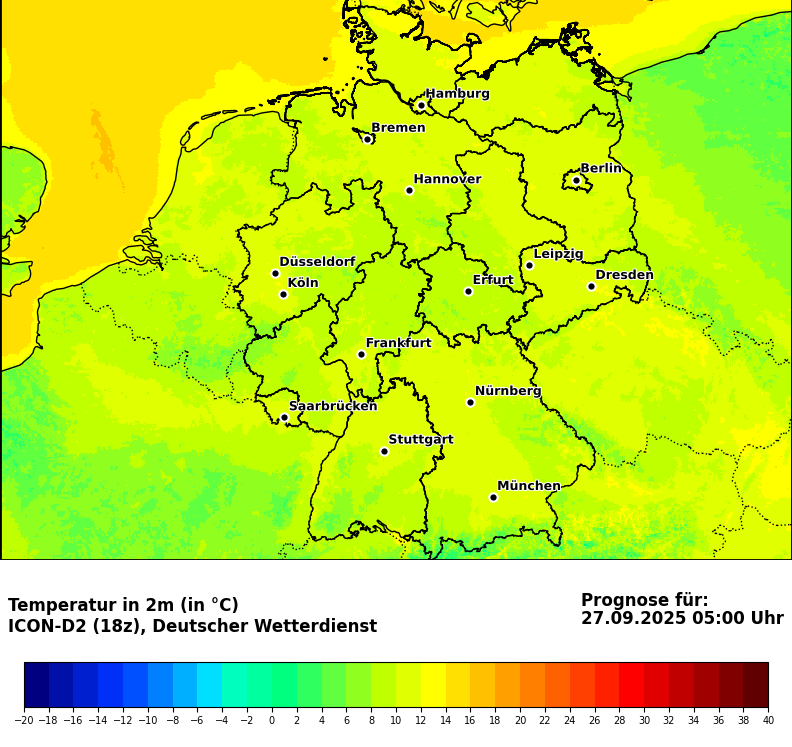 Hamburg
Bremen
Berlin
Hannover
Leipzig
Düsseldorf
Dresden
Köln
Erfurt
Frankfurt
Nürnberg
Saarbrücken
Stuttgart
München
Temperatur in 2m (in °C)
ICON-D2 (18z), Deutscher Wetterdienst
Prognose für:
27.09.2025 05:00 Uhr
−20 −18 −16 −14 −12 −10 −8 −6 −4 −2 0 2 4 6 8 10 12 14 16 18 20 22 24 26 28 30 32 34 36 38 40